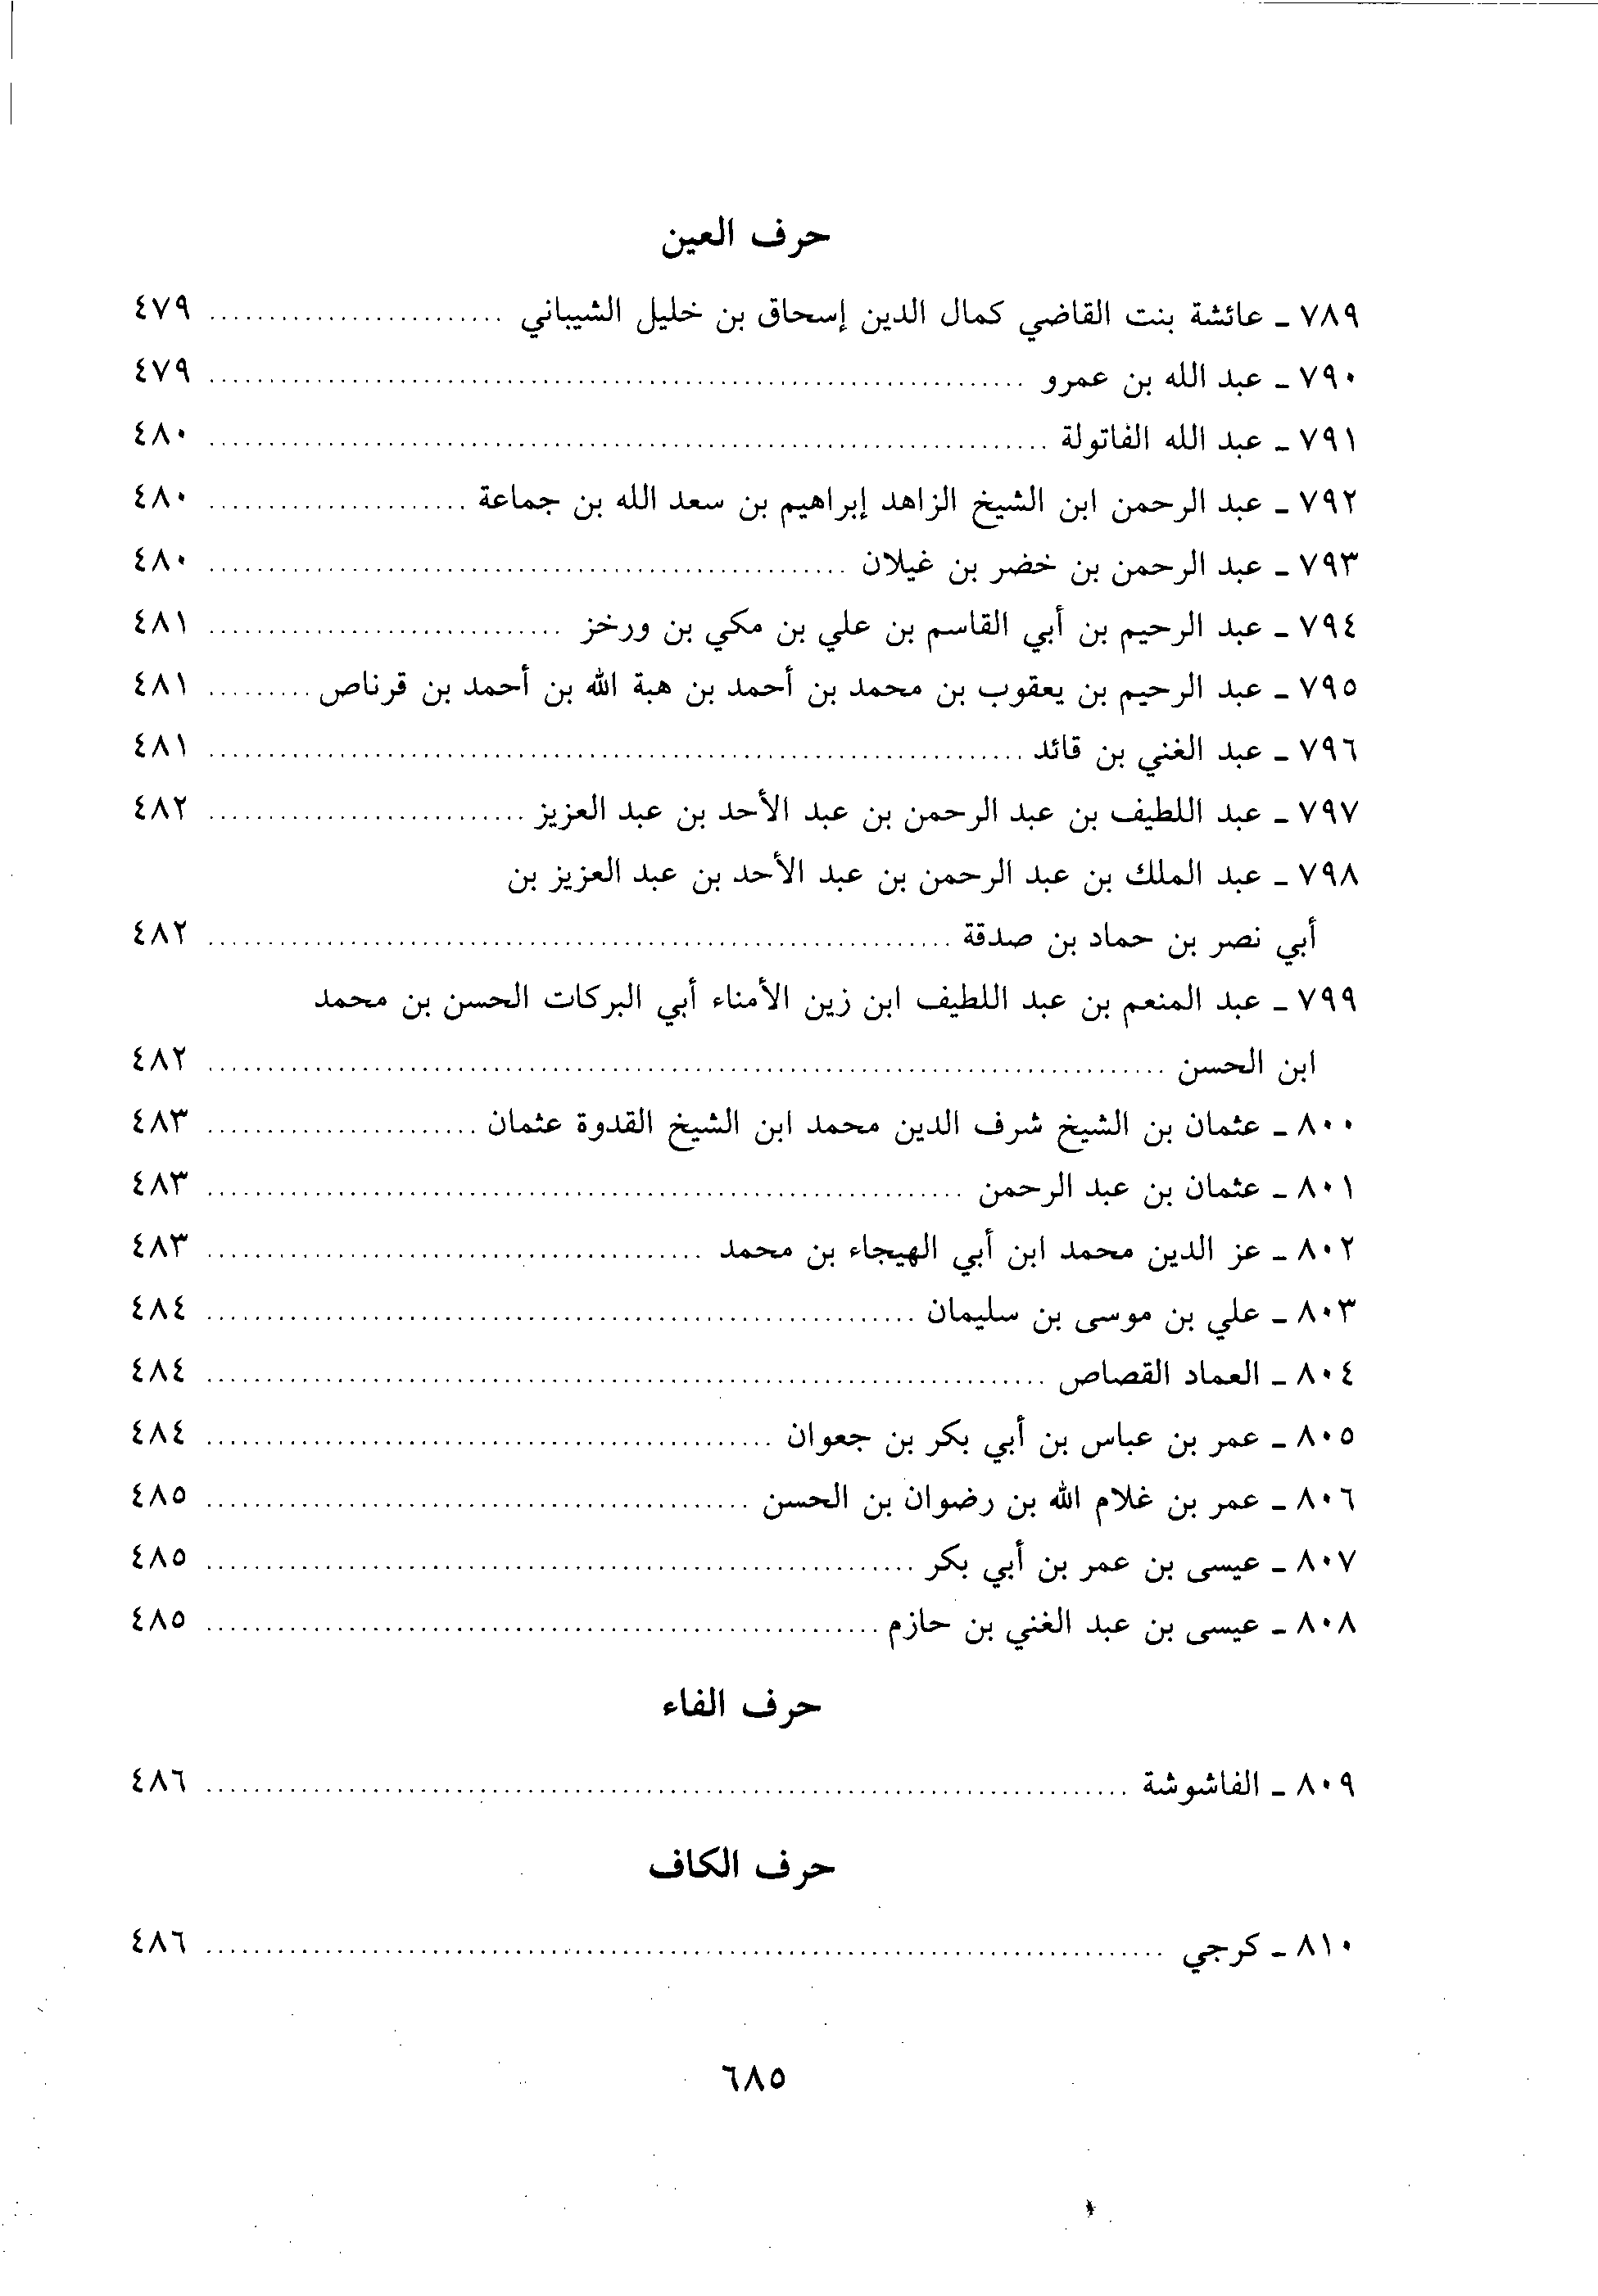 حرف العين
٧٨٩ ـ عائشة بنت القاضي كمال الدين إسحاق بن خليل الشيباني ......................... ٤٧٩
٧٩٠ ـ عبد الله بن عمرو ..................................................................... ٤٧٩
٧٩١ ـ عبد الله الفاتولة ....................................................................... ٤٨٠
٧٩٢ ـ عبد الرحمن ابن الشيخ الزاهد إبراهيم بن سعد الله بن جماعة ...................... ٤٨٠
٧٩٣ ـ عبد الرحمن بن خضر بن غيلان ...................................................... ٤٨٠
٧٩٤ ـ عبد الرحيم بن أبي القاسم بن علي بن مكي بن ورخز .............................. ٤٨١
٧٩٥ ـ عبد الرحيم بن يعقوب بن محمد بن أحمد بن هبة الله بن أحمد بن قرناص ......... ٤٨١
٧٩٦ ـ عبد الغني بن قائد ..................................................................... ٤٨١
٧٩٧ ـ عبد اللطيف بن عبد الرحمن بن عبد الأحد بن عبد العزيز ........................... ٤٨٢
٧٩٨ ـ عبد الملك بن عبد الرحمن بن عبد الأحد بن عبد العزيز بن
أبي نصر بن حماد بن صدقة ............................................................... ٤٨٢
٧٩٩ ـ عبد المنعم بن عبد اللطيف ابن زين الأمناء أبي البركات الحسن بن محمد
ابن الحسن ................................................................................. ٤٨٢
٨٠٠ ـ عثمان بن الشيخ شرف الدين محمد ابن الشيخ القدوة عثمان ....................... ٤٨٣
٨٠١ ـ عثمان بن عبد الرحمن ................................................................ ٤٨٣
٨٠٢ ـ عز الدين محمد ابن أبي الهيجاء بن محمد .......................................... ٤٨٣
٨٠٣ ـ علي بن موسى بن سليمان ............................................................ ٤٨٤
٨٠٤ ـ العماد القصاص ....................................................................... ٤٨٤
٨٠٥ ـ عمر بن عباس بن أبي بكر بن جعوان ................................................ ٤٨٤
٨٠٦ ـ عمر بن غلام الله بن رضوان بن الحسن .............................................. ٤٨٥
٨٠٧ ـ عيسى بن عمر بن أبي بكر ............................................................ ٤٨٥
٨٠٨ ـ عيسى بن عبد الغني بن حازم ......................................................... ٤٨٥
حرف الفاء
٨٠٩ ـ الفاشوشة .............................................................................. ٤٨٦
حرف الكاف
٨١٠ ـ كرجي ................................................................................. ٤٨٦
٦٨٥